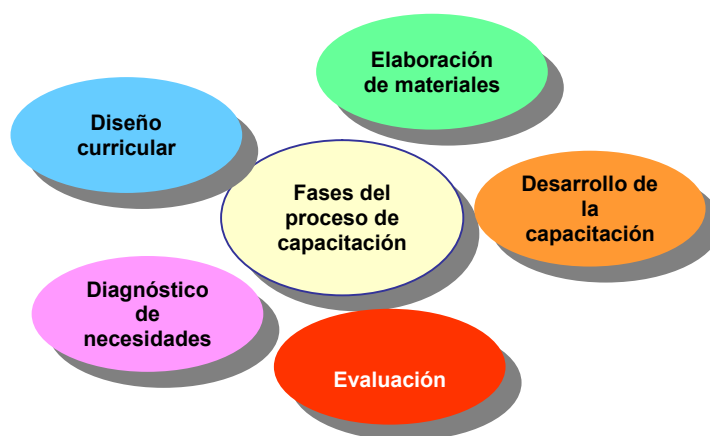 Elaboración
de materiales
Diseño
curricular
Fases del
proceso de
capacitación
Desarrollo de
la
capacitación
Diagnóstico
de
necesidades
Evaluación